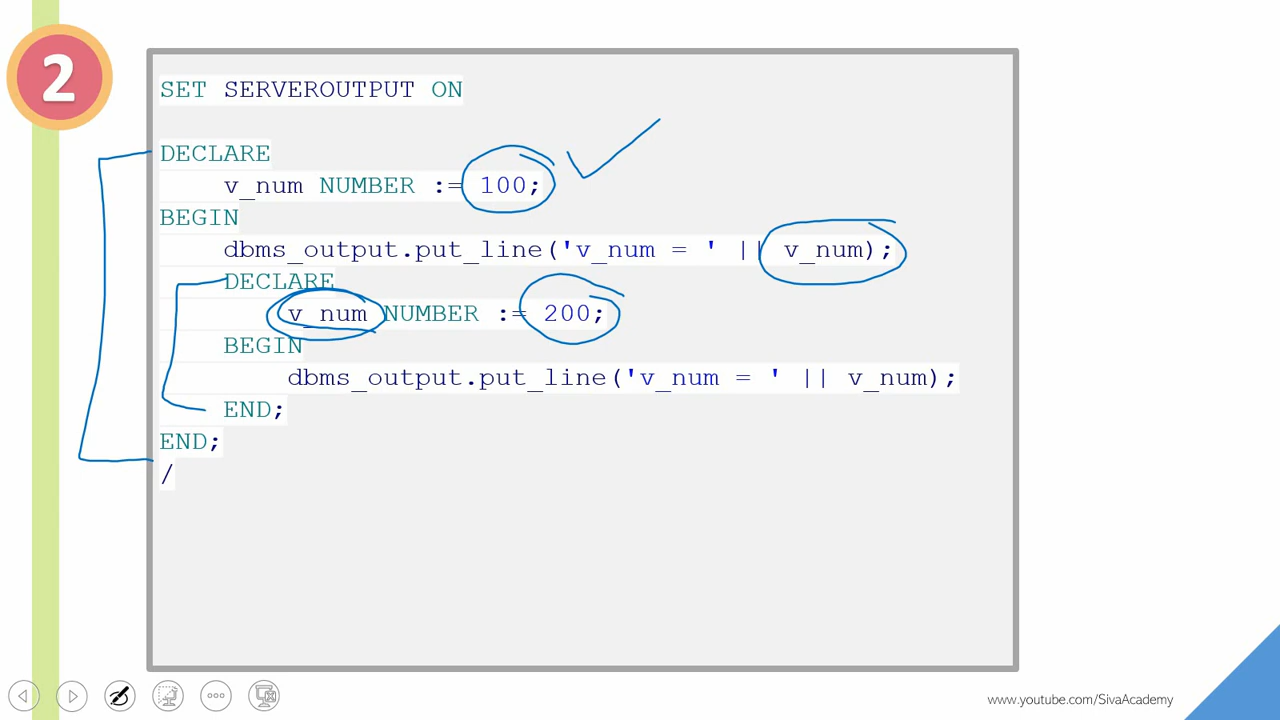 2
SET SERVEROUTPUT ON
DECLARE
v_num NUMBER := 100;
BEGIN
dbms_output.put_line('v_num = ' || v_num);
DECLARE
v_num NUMBER := 200;
BEGIN
dbms_output.put_line('v_num = ' || v_num);
END;
END;
/
www.youtube.com/SivaAcademy